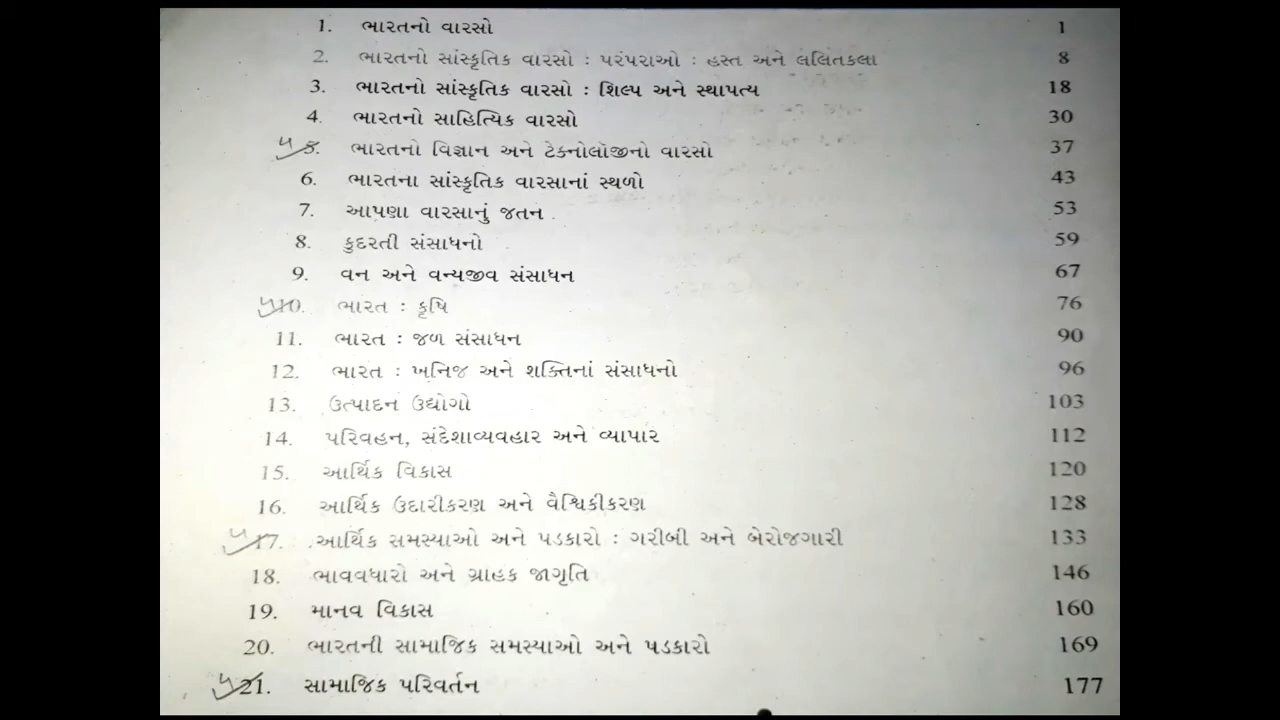 1. ભારતનો વારસો 1
2. ભારતનો સાંસ્કૃતિક વારસો : પરંપરાઓ : હસ્ત અને લલિતકલા 8
3. ભારતનો સાંસ્કૃતિક વારસો : શિલ્પ અને સ્થાપત્ય 18
4. ભારતનો સાહિત્યિક વારસો 30
5. ભારતનો વિજ્ઞાન અને ટેક્નોલૉજીનો વારસો 37
6. ભારતના સાંસ્કૃતિક વારસાનાં સ્થળો 43
7. આપણા વારસાનું જતન 53
8. કુદરતી સંસાધનો 59
9. વન અને વન્યજીવ સંસાધન 67
10. ભારત : કૃષિ 76
11. ભારત : જળ સંસાધન 90
12. ભારત : ખનિજ અને શક્તિનાં સંસાધનો 96
13. ઉત્પાદન ઉદ્યોગો 103
14. પરિવહન, સંદેશાવ્યવહાર અને વ્યાપાર 112
15. આર્થિક વિકાસ 120
16. આર્થિક ઉદારીકરણ અને વૈશ્વિકીકરણ 128
17. આર્થિક સમસ્યાઓ અને પડકારો : ગરીબી અને બેરોજગારી 133
18. ભાવવધારો અને ગ્રાહક જાગૃતિ 146
19. માનવ વિકાસ 160
20. ભારતની સામાજિક સમસ્યાઓ અને પડકારો 169
21. સામાજિક પરિવર્તન 177